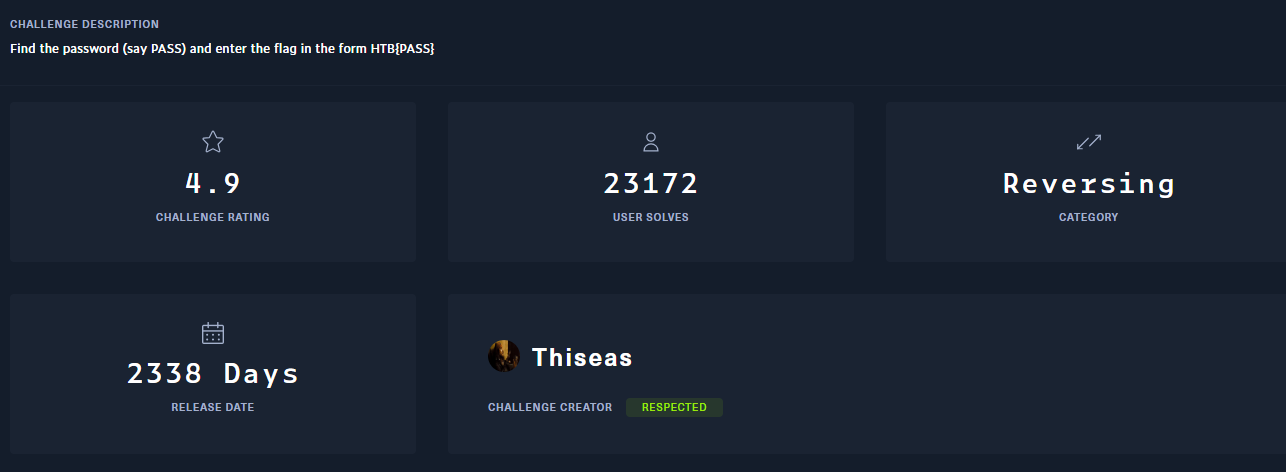 CHALLENGE DESCRIPTION
Find the password (say PASS) and enter the flag in the form HTB{PASS}
4.9
CHALLENGE RATING
23172
USER SOLVES
Reversing
CATEGORY
2338 Days
RELEASE DATE
Thiseas
CHALLENGE CREATOR RESPECTED